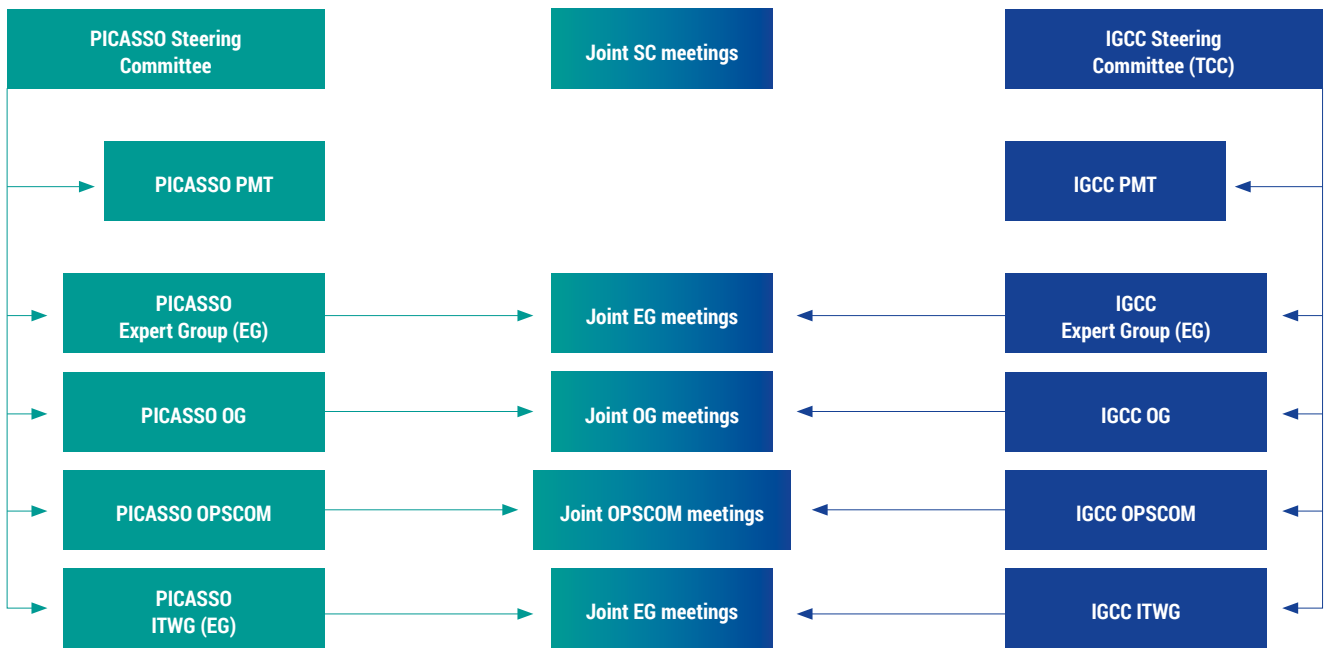 PICASSO Steering
Committee
Joint SC meetings
IGCC Steering
Committee (TCC)
PICASSO PMT
IGCC PMT
PICASSO
Expert Group (EG)
Joint EG meetings
IGCC
Expert Group (EG)
PICASSO OG
Joint OG meetings
IGCC OG
PICASSO OPSCOM
Joint OPSCOM meetings
IGCC OPSCOM
PICASSO
ITWG (EG)
Joint EG meetings
IGCC ITWG